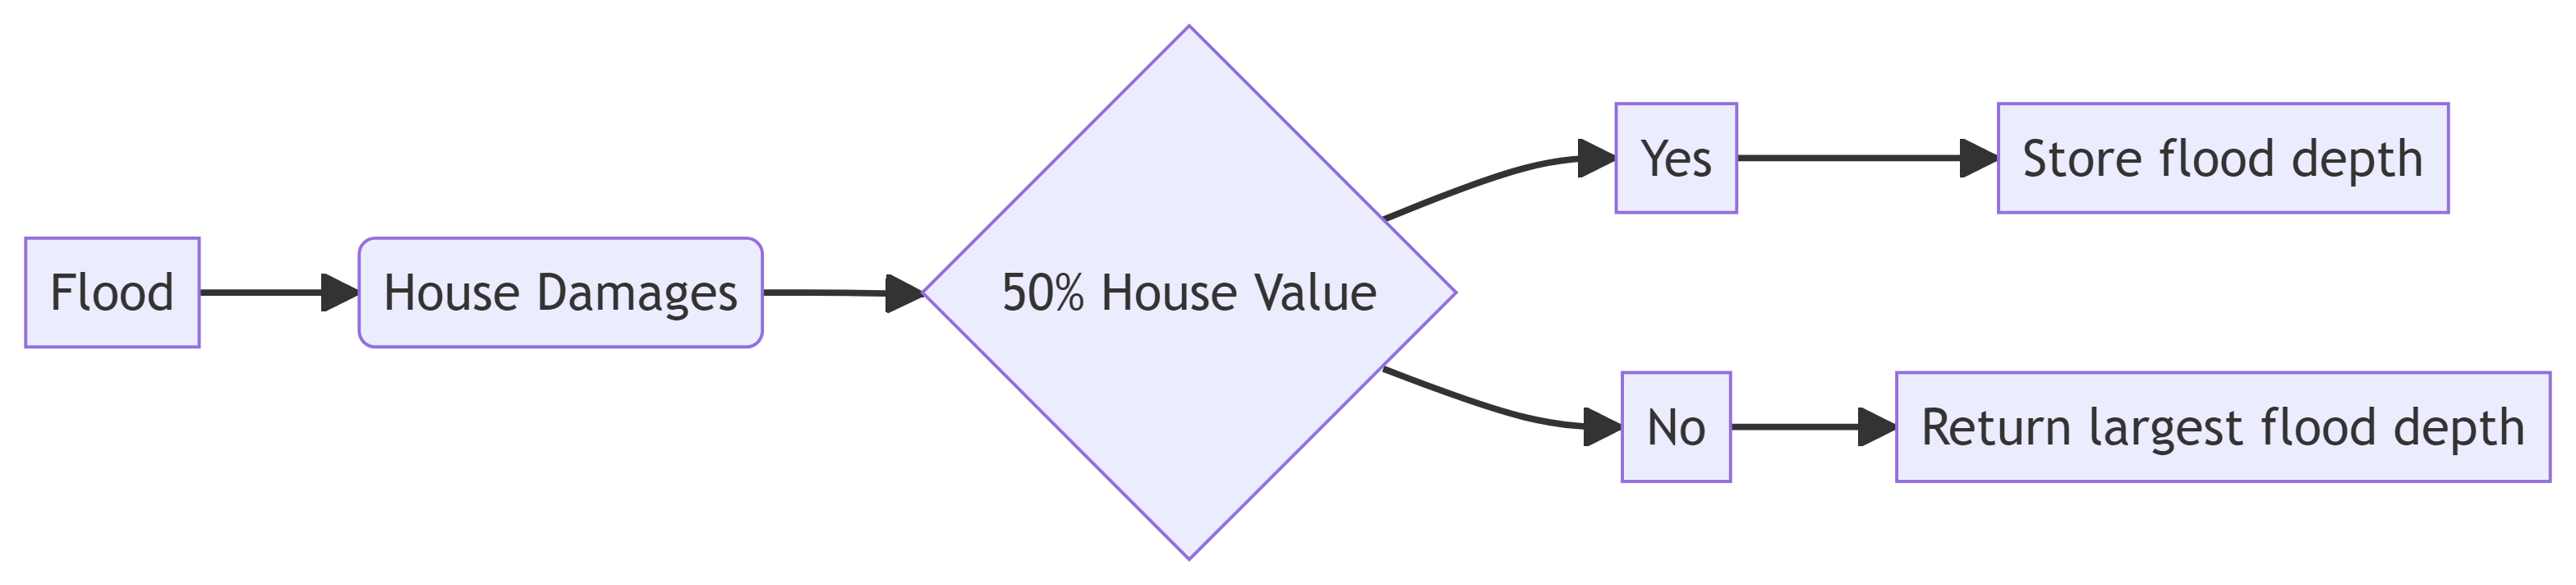 Flood
House Damages
50% House Value
Yes
Store flood depth
No
Return largest flood depth